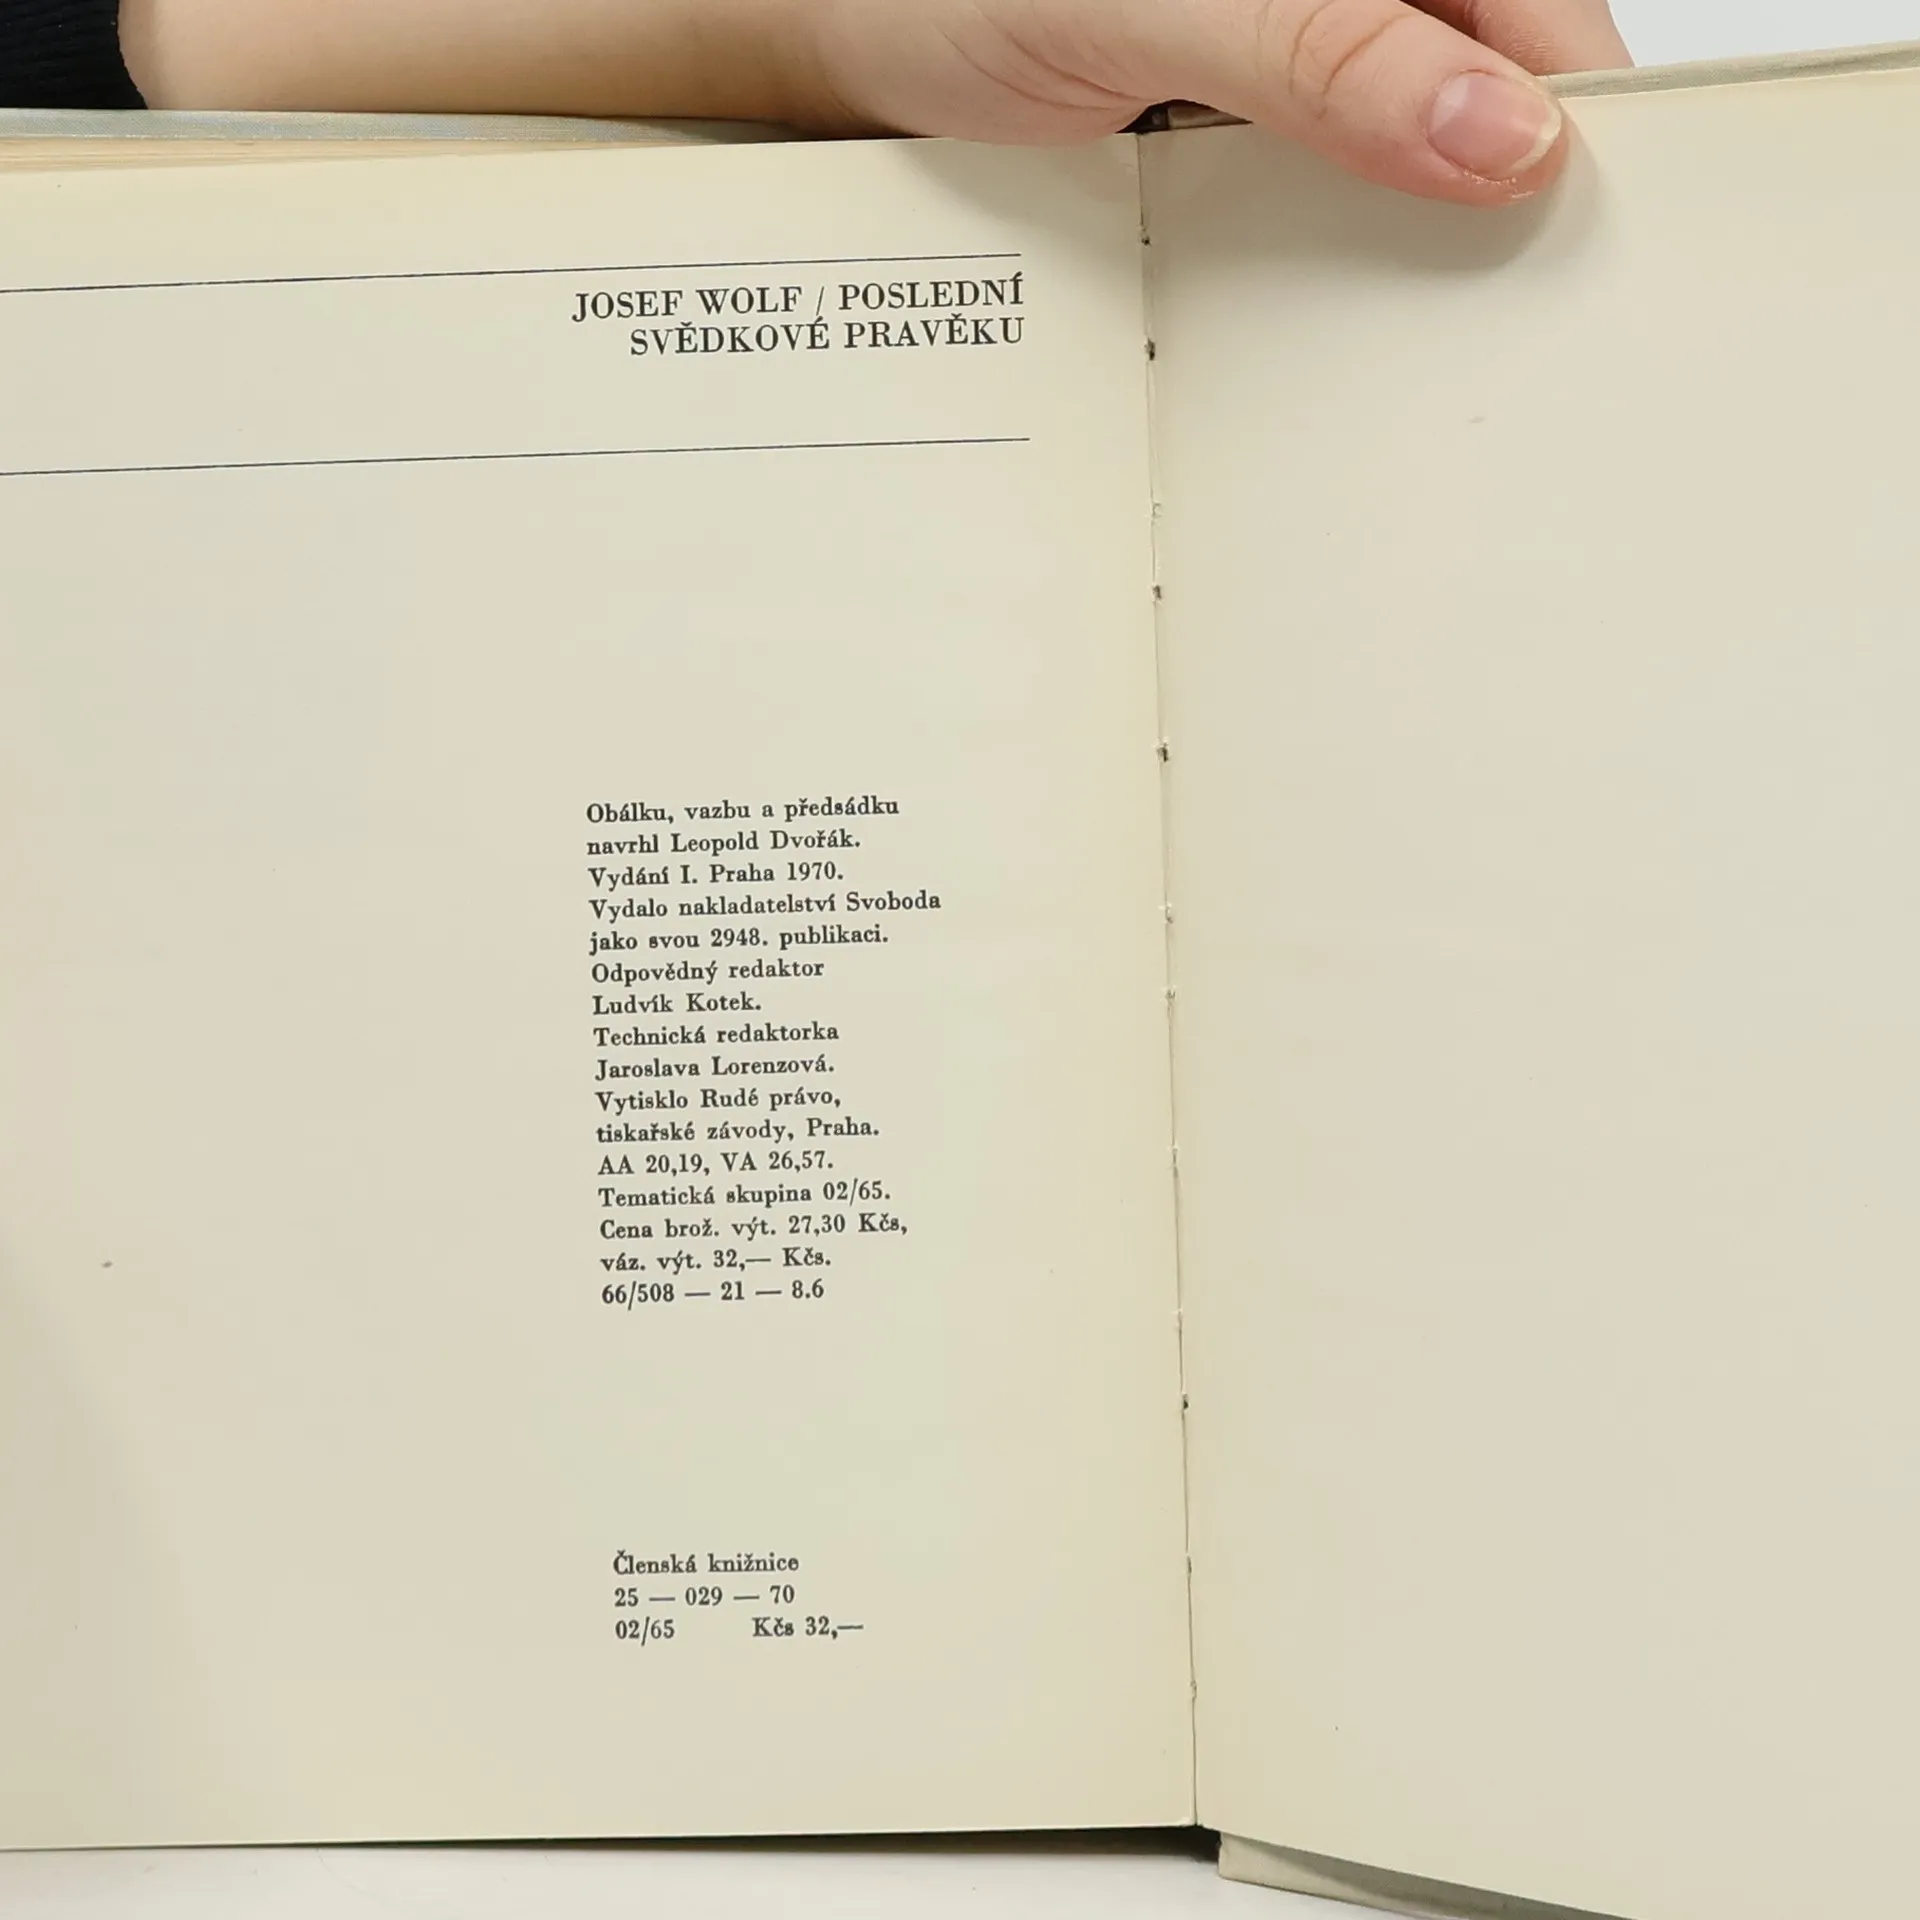 JOSEF WOLF / POSLEDNÍ
SVĚDKOVÉ PRAVĚKU
Obálku, vazbu a předsádku
navrhl Leopold Dvořák.
Vydání I. Praha 1970.
Vydalo nakladatelství Svoboda
jako svou 2948. publikaci.
Odpovědný redaktor
Ludvík Kotek.
Technická redaktorka
Jaroslava Lorenzová.
Vytisklo Rudé právo,
tiskařské závody, Praha.
AA 20,19, VA 26,57.
Tematická skupina 02/65.
Cena brož. výt. 27,30 Kčs,
váz. výt. 32,— Kčs.
66/508 — 21 — 8.6
Členská knižnice
25 — 029 — 70
02/65 Kčs 32,—